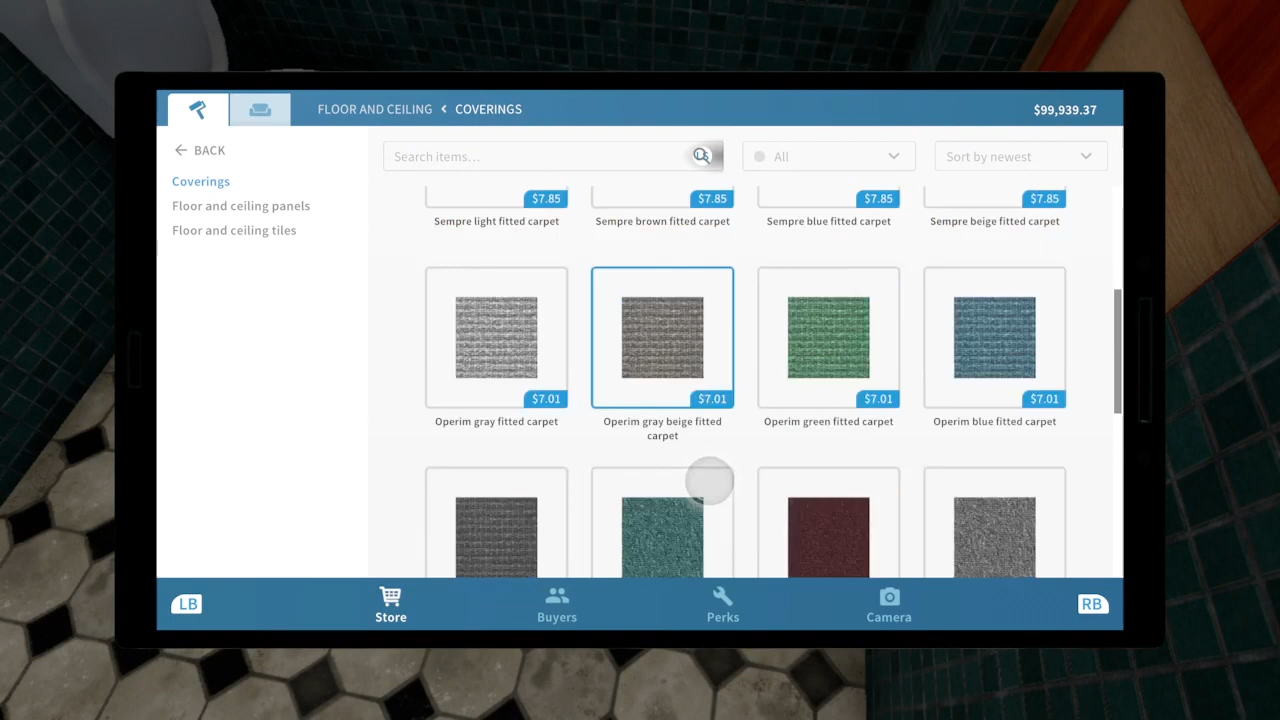 FLOOR AND CEILING < COVERINGS
$99,939.37
BACK
Coverings
Floor and ceiling panels
Floor and ceiling tiles
Search items...
All
Sort by newest
$7.85
$7.85
$7.85
$7.85
Sempre light fitted carpet
Sempre brown fitted carpet
Sempre blue fitted carpet
Sempre beige fitted carpet
$7.01
$7.01
$7.01
$7.01
Operim gray fitted carpet
Operim gray beige fitted
carpet
Operim green fitted carpet
Operim blue fitted carpet
LB
Store
Buyers
Perks
Camera
RB